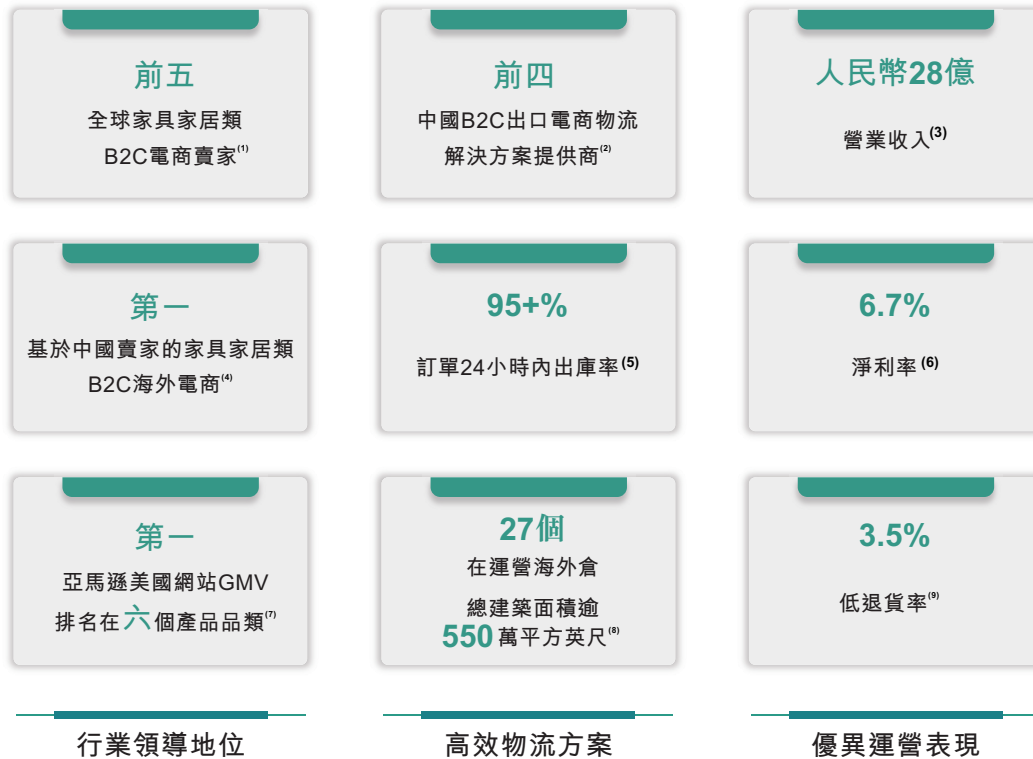 前五
全球家具家居類
B2C電商賣家(1)
前四
中國B2C出口電商物流
解決方案提供商(2)
人民幣28億
營業收入(3)
第一
基於中國賣家的家具家居類
B2C海外電商(4)
95+%
訂單24小時內出庫率(5)
6.7%
淨利率(6)
第一
亞馬遜美國網站GMV
排名在六個產品品類(7)
27個
在運營海外倉
總建築面積逾
550萬平方英尺(8)
3.5%
低退貨率(9)
行業領導地位
高效物流方案
優異運營表現